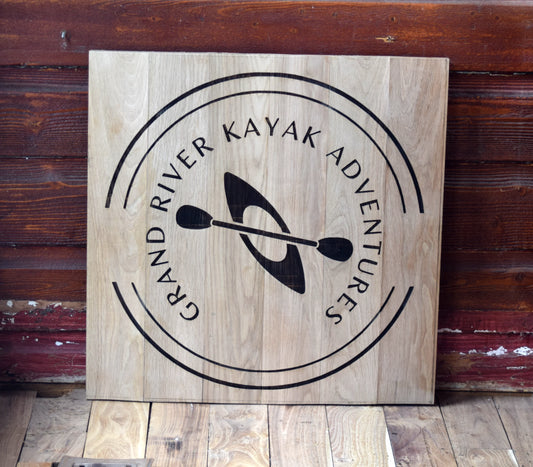 GRAND RIVER KAYAK ADVENTURES